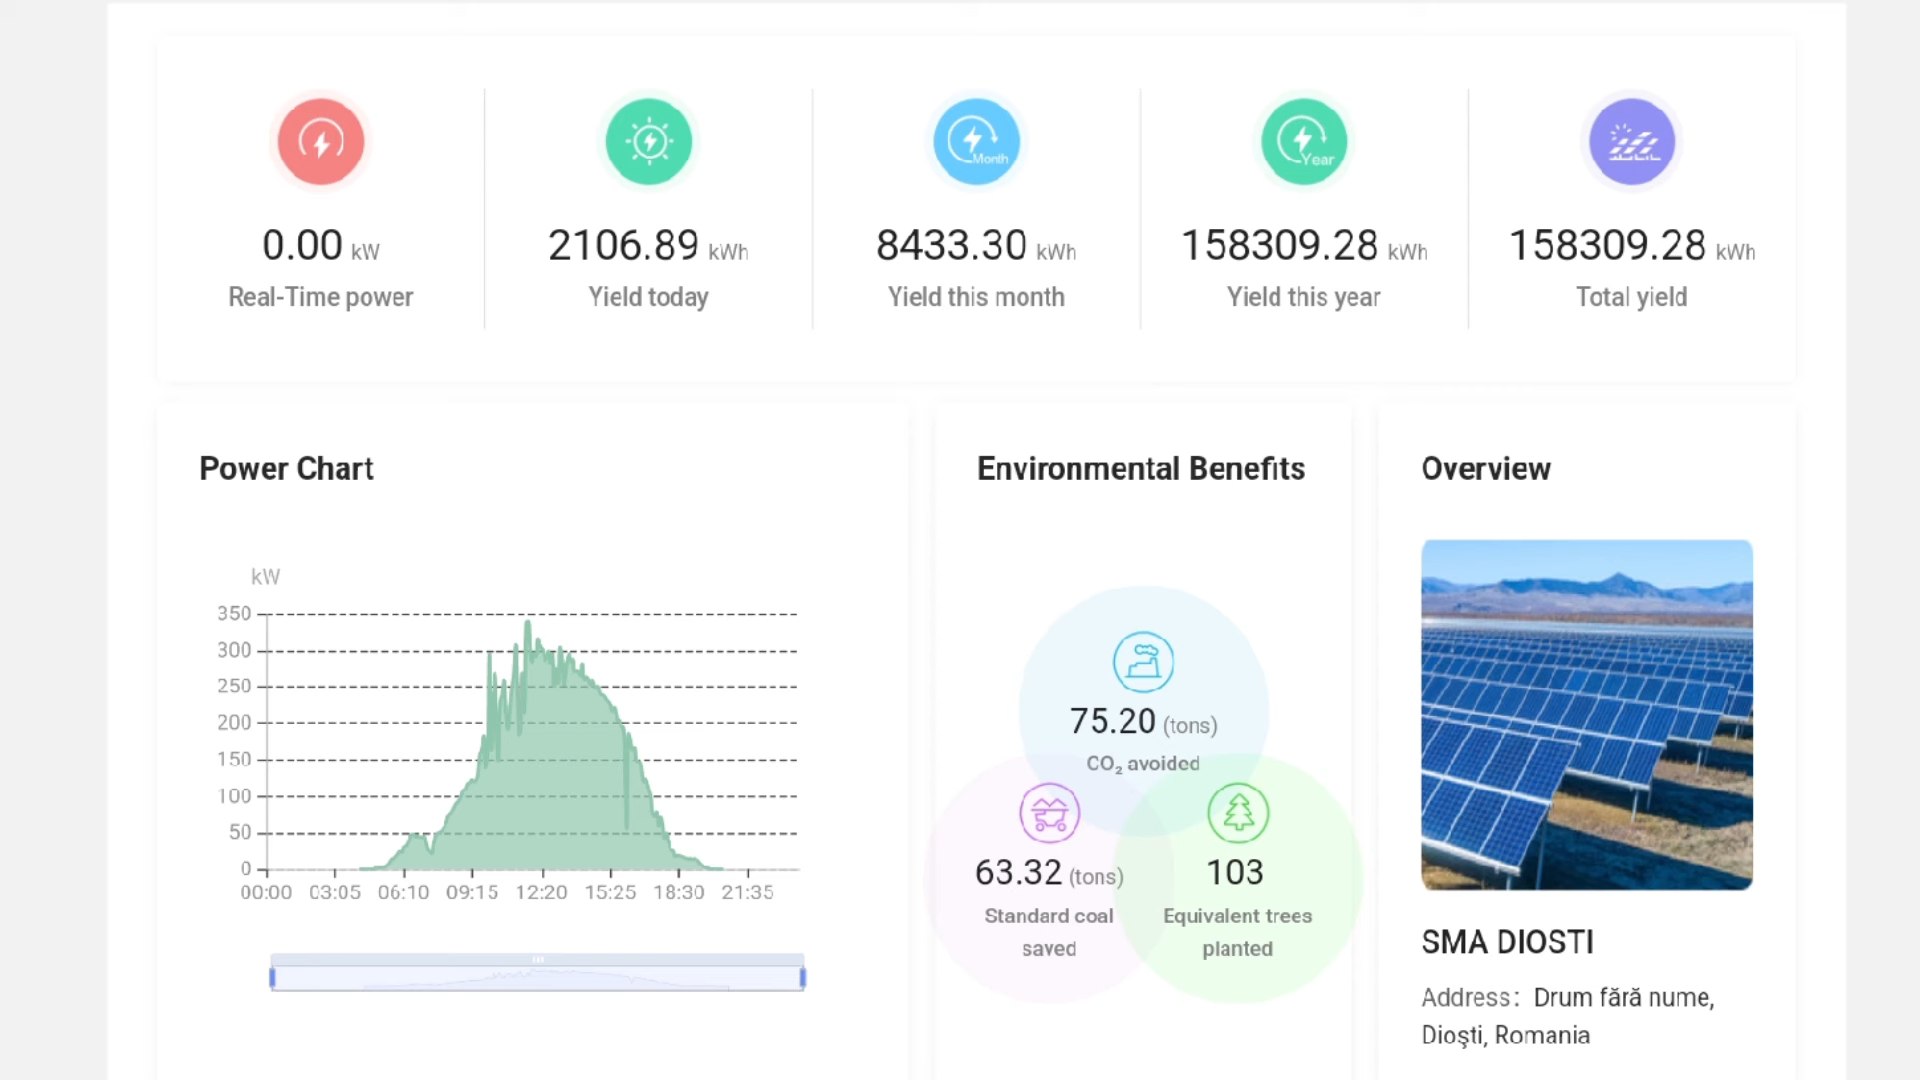 Month
Year
0.00 kW
2106.89 kWh
8433.30 kWh
158309.28 kWh
158309.28 kWh
Real-Time power
Yield today
Yield this month
Yield this year
Total yield
Power Chart
kW
350
300
250
200
150
100
50
0
00:00 03:05 06:10 09:15 12:20 15:25 18:30 21:35
Environmental Benefits
75.20 (tons)
CO₂ avoided
63.32 (tons)
Standard coal
saved
103
Equivalent trees
planted
Overview
SMA DIOSTI
Address: Drum fără nume,
Dioşti, Romania